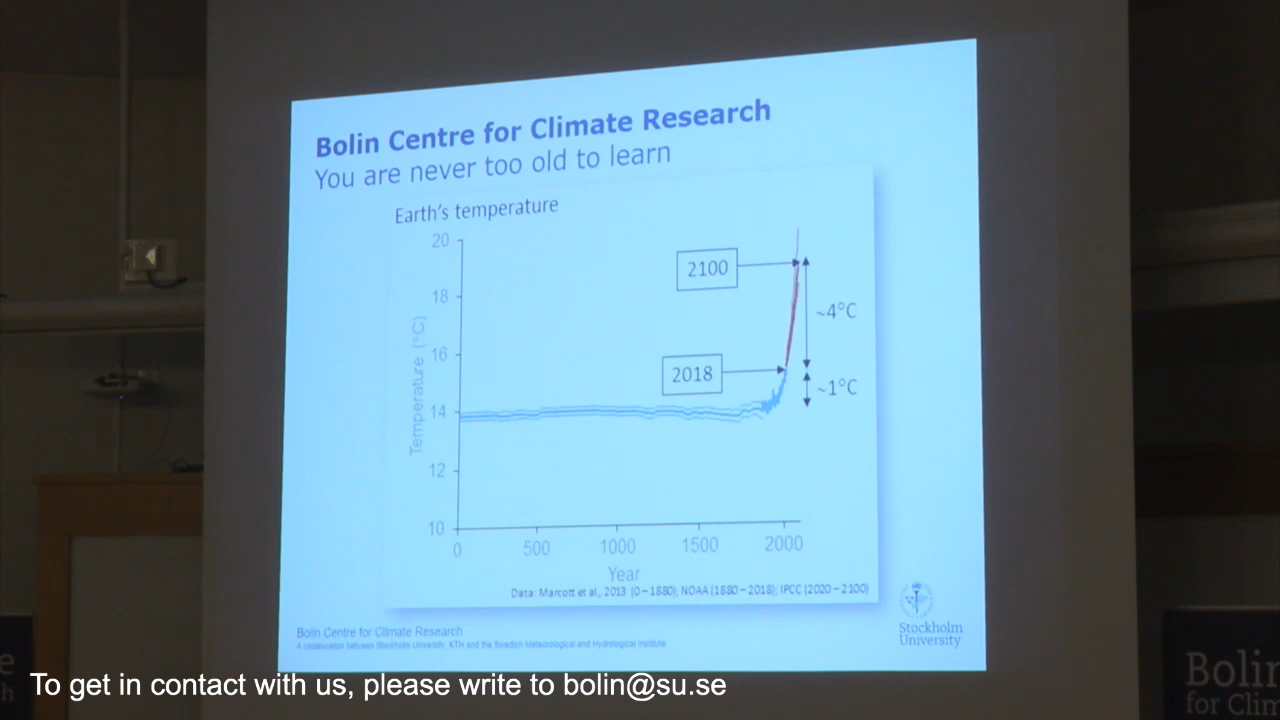 Bolin Centre for Climate Research
You are never too old to learn
Earth's temperature
20
18
16
14
12
10
Temperature (°C)
0
500
1000
1500
2000
Year
2100
2018
~4°C
~1°C
Data: Marcott et al., 2013 (0–1880); NOAA (1880–2018); IPCC (2020–2100)
Bolin Centre for Climate Research
A collaboration between Stockholm University, KTH and the Swedish Meteorological and Hydrological Institute
Stockholm
University
e
h
Bolin
for Clim
To get in contact with us, please write to bolin@su.se